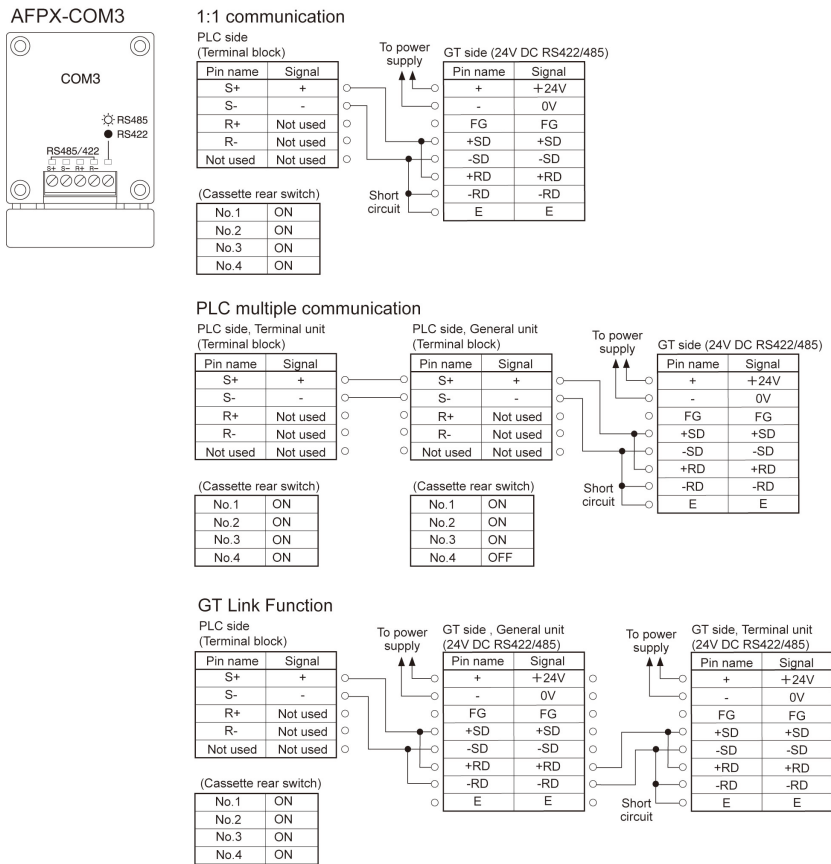 AFPX-COM3
COM3
RS485
RS422
RS485/422
S+ S- R+ R-
1:1 communication
PLC side
(Terminal block)
Pin name Signal
S+ +
S- -
R+ Not used
R- Not used
Not used Not used
(Cassette rear switch)
No.1 ON
No.2 ON
No.3 ON
No.4 ON
To power
supply
Short
circuit
GT side (24V DC RS422/485)
Pin name Signal
+ +24V
- 0V
FG FG
+SD +SD
-SD -SD
+RD +RD
-RD -RD
E E
PLC multiple communication
PLC side, Terminal unit
(Terminal block)
Pin name Signal
S+ +
S- -
R+ Not used
R- Not used
Not used Not used
(Cassette rear switch)
No.1 ON
No.2 ON
No.3 ON
No.4 ON
PLC side, General unit
(Terminal block)
Pin name Signal
S+ +
S- -
R+ Not used
R- Not used
Not used Not used
(Cassette rear switch)
No.1 ON
No.2 ON
No.3 ON
No.4 OFF
To power
supply
Short
circuit
GT side (24V DC RS422/485)
Pin name Signal
+ +24V
- 0V
FG FG
+SD +SD
-SD -SD
+RD +RD
-RD -RD
E E
GT Link Function
PLC side
(Terminal block)
Pin name Signal
S+ +
S- -
R+ Not used
R- Not used
Not used Not used
(Cassette rear switch)
No.1 ON
No.2 ON
No.3 ON
No.4 ON
To power
supply
GT side , General unit
(24V DC RS422/485)
Pin name Signal
+ +24V
- 0V
FG FG
+SD +SD
-SD -SD
+RD +RD
-RD -RD
E E
To power
supply
Short
circuit
GT side, Terminal unit
(24V DC RS422/485)
Pin name Signal
+ +24V
- 0V
FG FG
+SD +SD
-SD -SD
+RD +RD
-RD -RD
E E